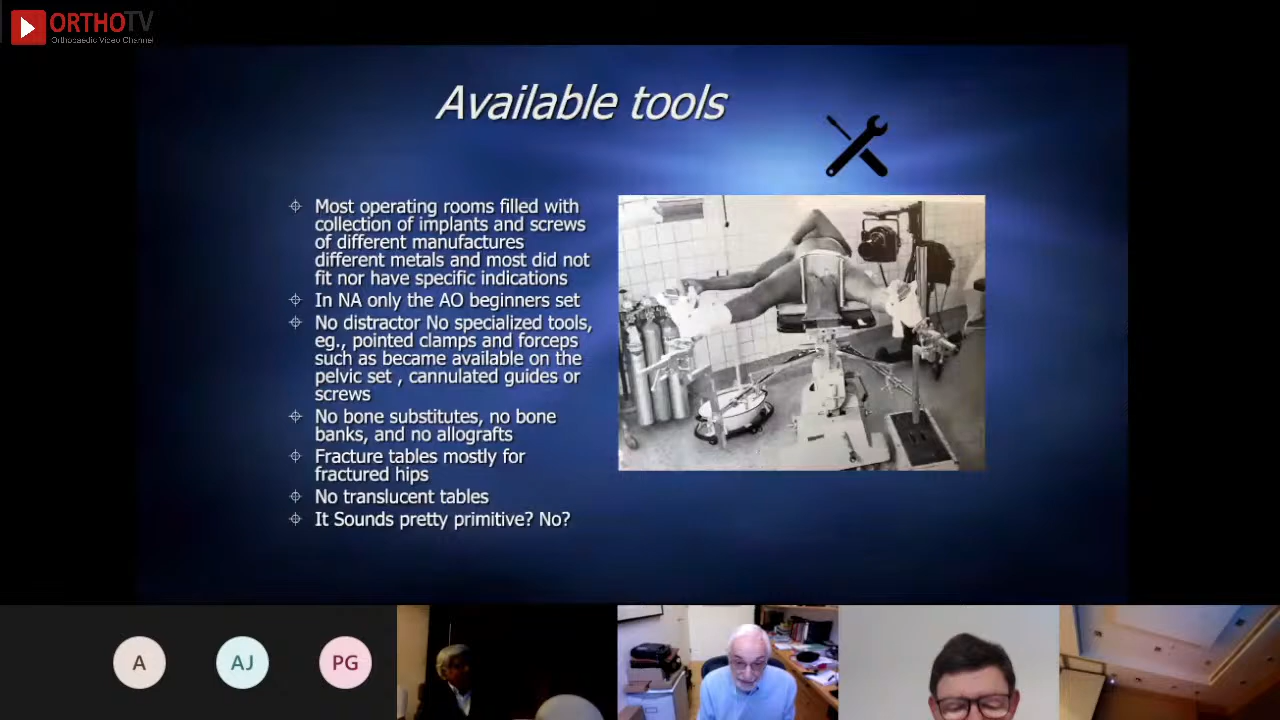 ORTHOTV
Orthopaedic Video Channel
Available tools
Most operating rooms filled with
collection of implants and screws
of different manufactures
different metals and most did not
fit nor have specific indications
In NA only the AO beginners set
No distractor No specialized tools,
eg., pointed clamps and forceps
such as became available on the
pelvic set , cannulated guides or
screws
No bone substitutes, no bone
banks, and no allografts
Fracture tables mostly for
fractured hips
No translucent tables
It Sounds pretty primitive? No?
A
AJ
PG